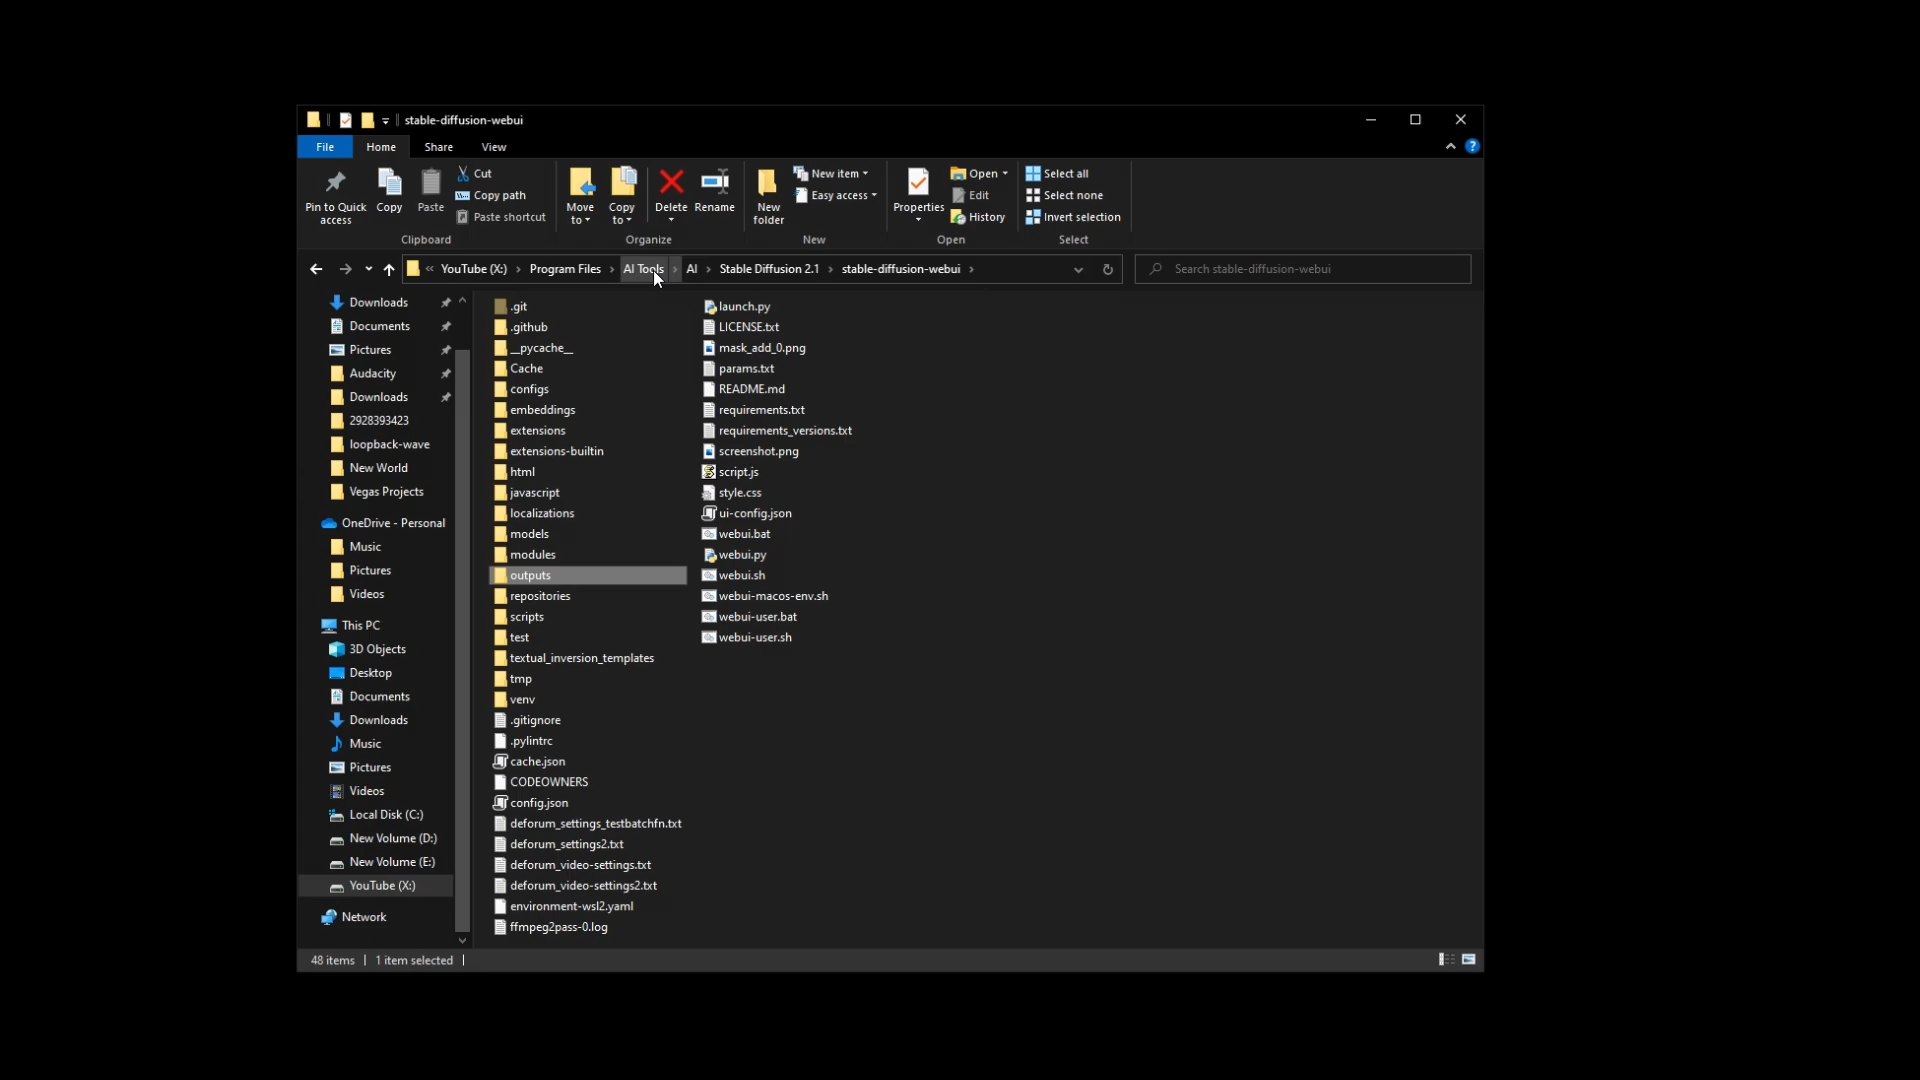 stable-diffusion-webui
File Home Share View
Pin to Quick access
Copy
Paste
Cut
Copy path
Paste shortcut
Clipboard
Move to
Copy to
Delete
Rename
Organize
New folder
New item
Easy access
New
Properties
Open
Edit
History
Open
Select all
Select none
Invert selection
Select
« YouTube (X:) › Program Files › AI Tools › AI › Stable Diffusion 2.1 › stable-diffusion-webui ›
Search stable-diffusion-webui
Downloads
Documents
Pictures
Audacity
Downloads
2928393423
loopback-wave
New World
Vegas Projects
OneDrive - Personal
Music
Pictures
Videos
This PC
3D Objects
Desktop
Documents
Downloads
Music
Pictures
Videos
Local Disk (C:)
New Volume (D:)
New Volume (E:)
YouTube (X:)
Network
.git
.github
__pycache__
Cache
configs
embeddings
extensions
extensions-builtin
html
javascript
localizations
models
modules
outputs
repositories
scripts
test
textual_inversion_templates
tmp
venv
.gitignore
.pylintrc
cache.json
CODEOWNERS
config.json
deforum_settings_testbatchfn.txt
deforum_settings2.txt
deforum_video-settings.txt
deforum_video-settings2.txt
environment-wsl2.yaml
ffmpeg2pass-0.log
launch.py
LICENSE.txt
mask_add_0.png
params.txt
README.md
requirements.txt
requirements_versions.txt
screenshot.png
script.js
style.css
ui-config.json
webui.bat
webui.py
webui.sh
webui-macos-env.sh
webui-user.bat
webui-user.sh
48 items | 1 item selected |